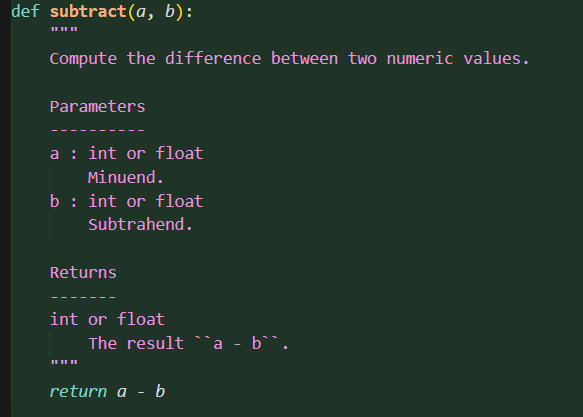 def subtract(a, b):
    """
    Compute the difference between two numeric values.

    Parameters
    ----------
    a : int or float
        Minuend.
    b : int or float
        Subtrahend.

    Returns
    -------
    int or float
        The result ``a - b``.
    """
    return a - b